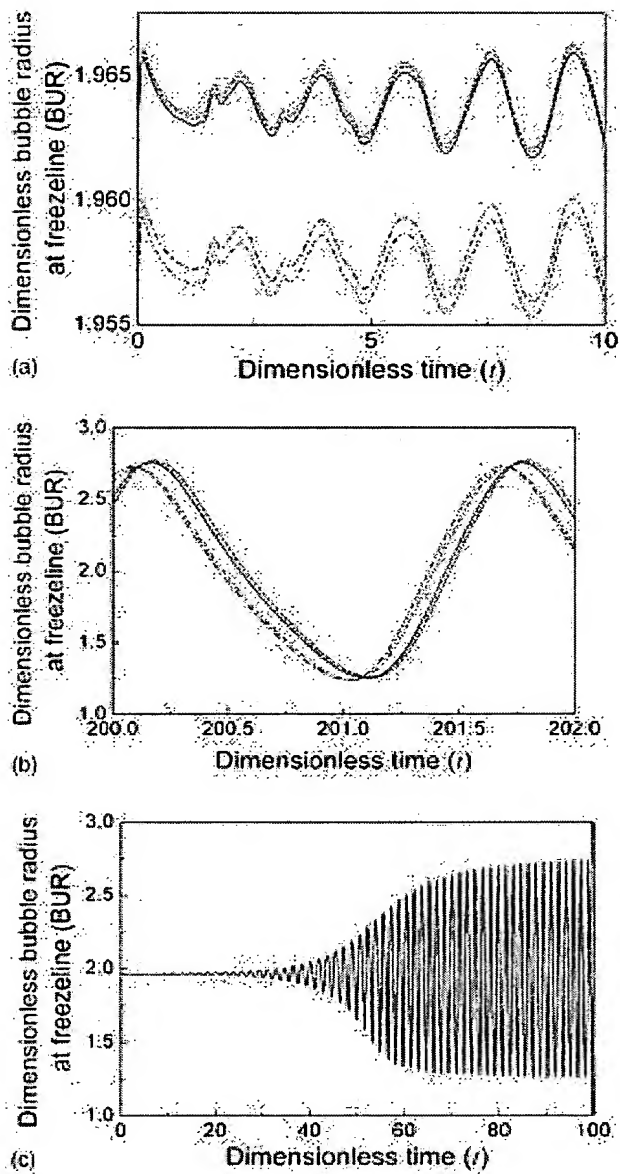 Dimensionless bubble radius
at freezeline (BUR)
1.965
1.960
1.955
0
5
10
(a)
Dimensionless time (t)
Dimensionless bubble radius
at freezeline (BUR)
3.0
2.5
2.0
1.5
1.0
200.0
200.5
201.0
201.5
202.0
(b)
Dimensionless time (t)
Dimensionless bubble radius
at freezeline (BUR)
3.0
2.5
2.0
1.5
1.0
0
20
40
60
80
100
(c)
Dimensionless time (t)